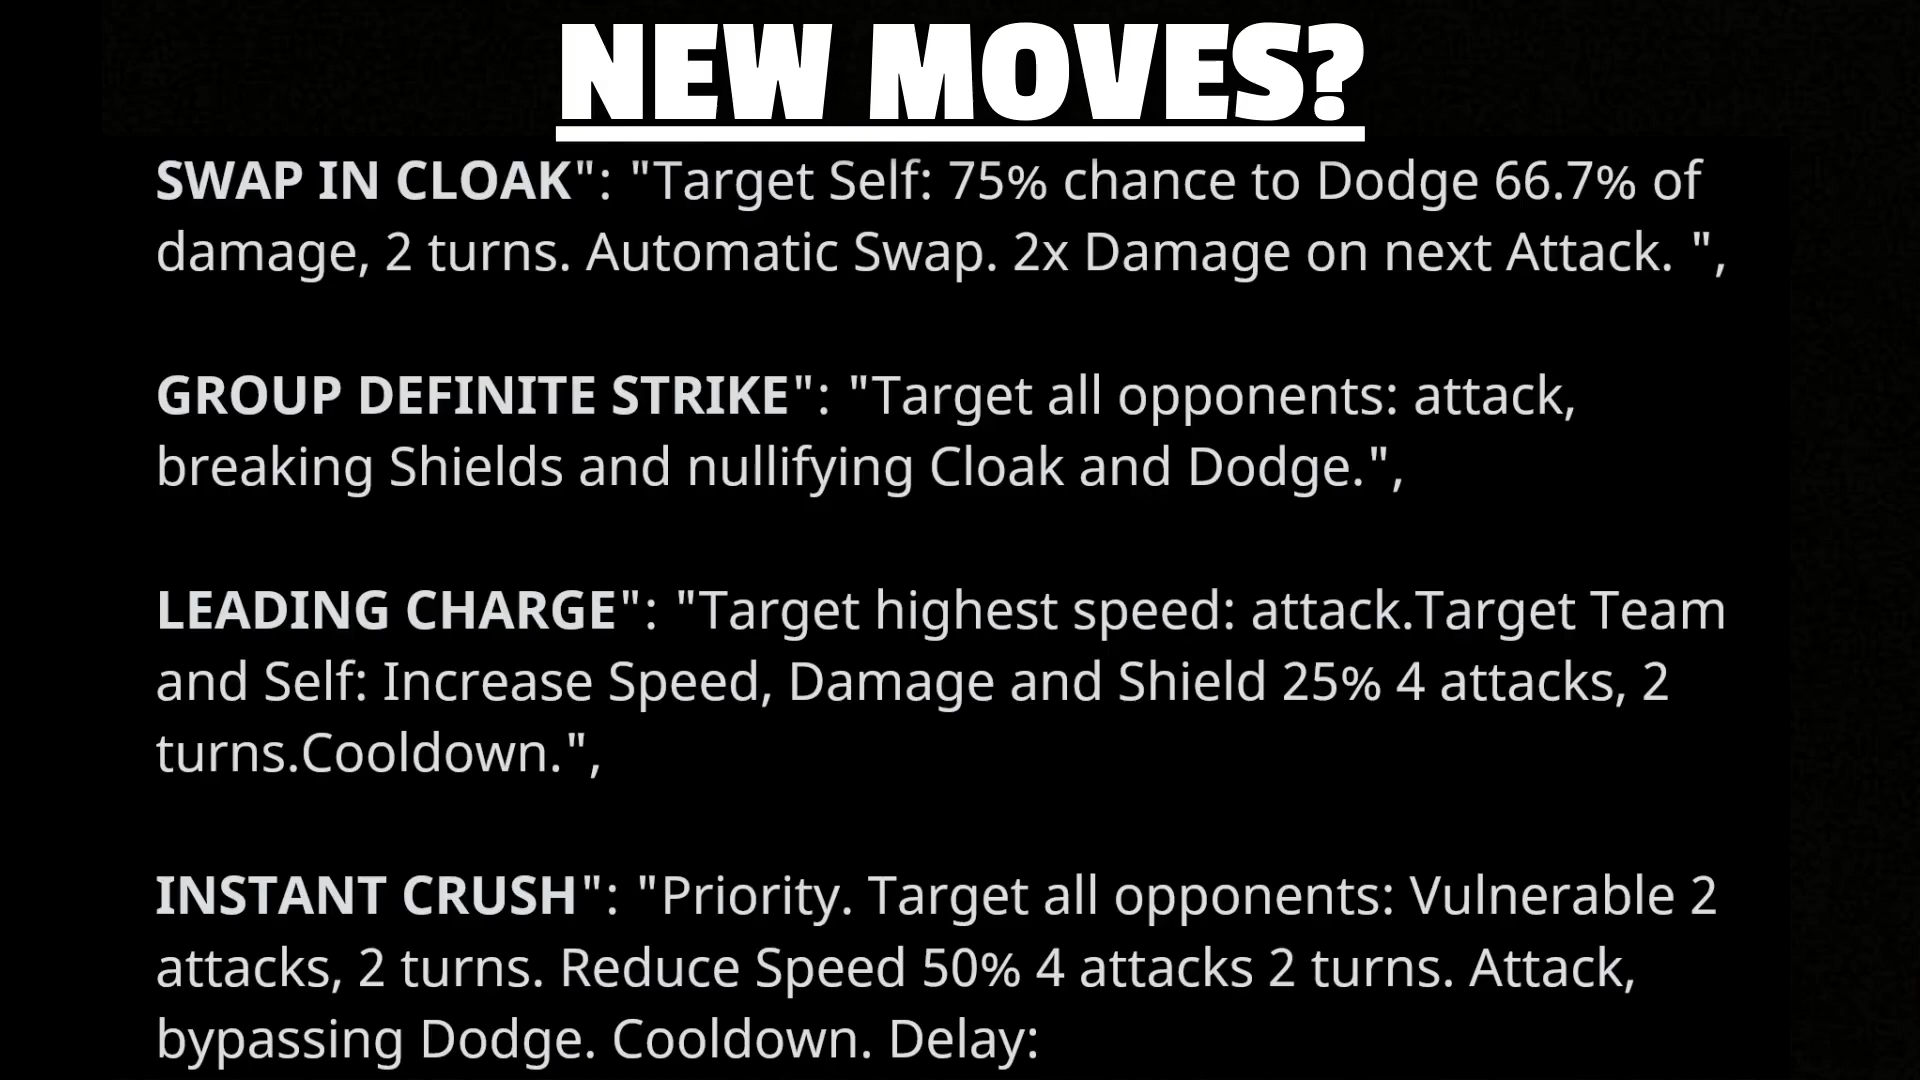 NEW MOVES?
SWAP IN CLOAK": "Target Self: 75% chance to Dodge 66.7% of
damage, 2 turns. Automatic Swap. 2x Damage on next Attack. ",
GROUP DEFINITE STRIKE": "Target all opponents: attack,
breaking Shields and nullifying Cloak and Dodge.",
LEADING CHARGE": "Target highest speed: attack.Target Team
and Self: Increase Speed, Damage and Shield 25% 4 attacks, 2
turns.Cooldown.",
INSTANT CRUSH": "Priority. Target all opponents: Vulnerable 2
attacks, 2 turns. Reduce Speed 50% 4 attacks 2 turns. Attack,
bypassing Dodge. Cooldown. Delay: